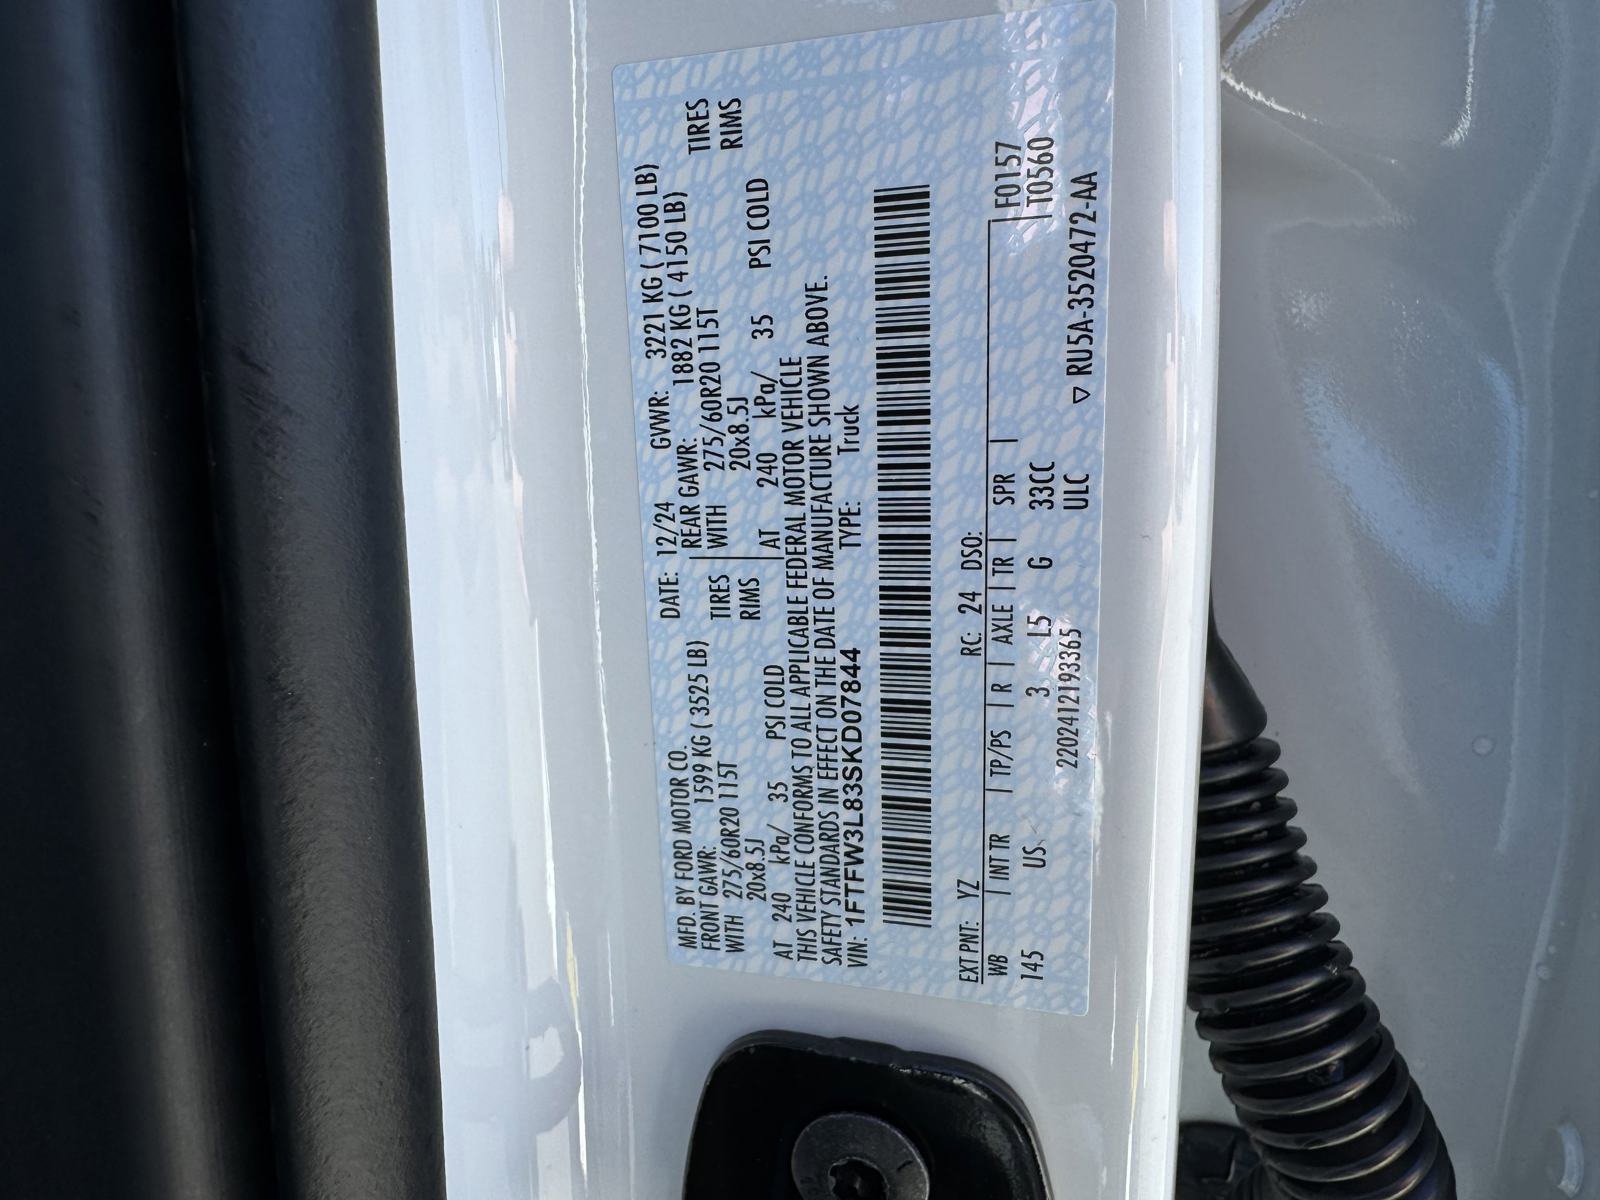 MFD. BY FORD MOTOR CO.
DATE: 12/24 GVWR: 3221 KG ( 7100 LB)
FRONT GAWR: 1599 KG ( 3525 LB) REAR GAWR: 1882 KG ( 4150 LB)
WITH 275/60R20 115T TIRES WITH 275/60R20 115T TIRES
20x8.5J RIMS 20x8.5J RIMS
AT 240 kPa/ 35 PSI COLD AT 240 kPa/ 35 PSI COLD
THIS VEHICLE CONFORMS TO ALL APPLICABLE FEDERAL MOTOR VEHICLE
SAFETY STANDARDS IN EFFECT ON THE DATE OF MANUFACTURE SHOWN ABOVE.
VIN: 1FTFW3L83SKD07844 TYPE: Truck
EXT PNT: YZ RC: 24 DSO:
WB | INT TR | TP/PS | R | AXLE | TR | SPR | F0157
145 US 3 L5 G 33CC T0560
2202412193365 ULC
▽ RU5A-3520472-AA